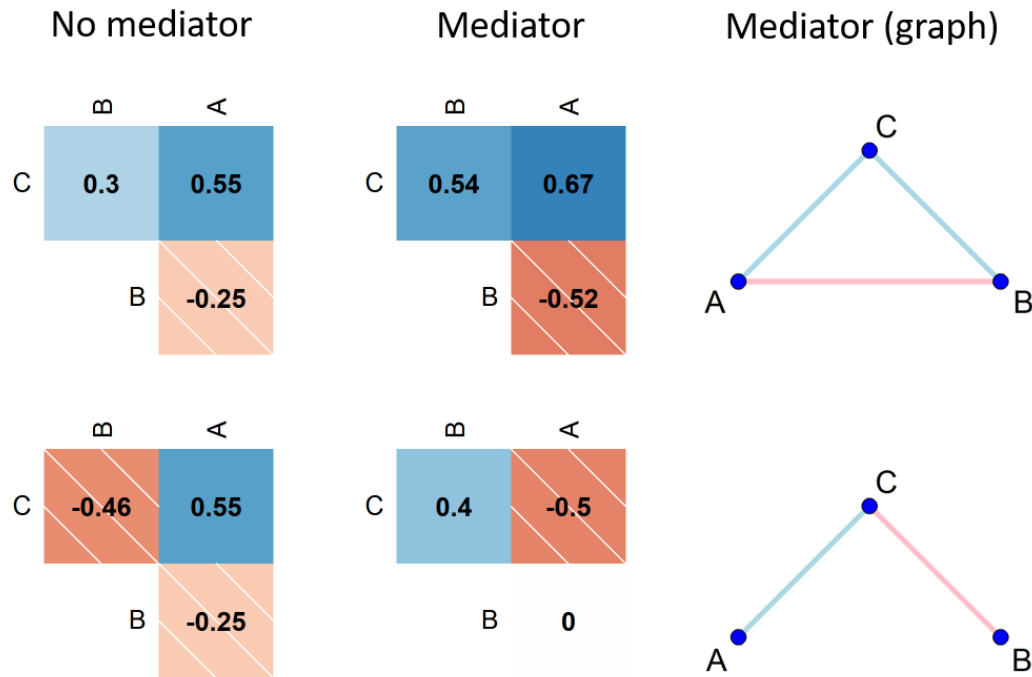 No mediator Mediator Mediator (graph)
B A B A
C 0.3 0.55 C 0.54 0.67 C
B -0.25 B -0.52 A B
B A B A
C -0.46 0.55 C 0.4 -0.5 C
B -0.25 B 0 A B